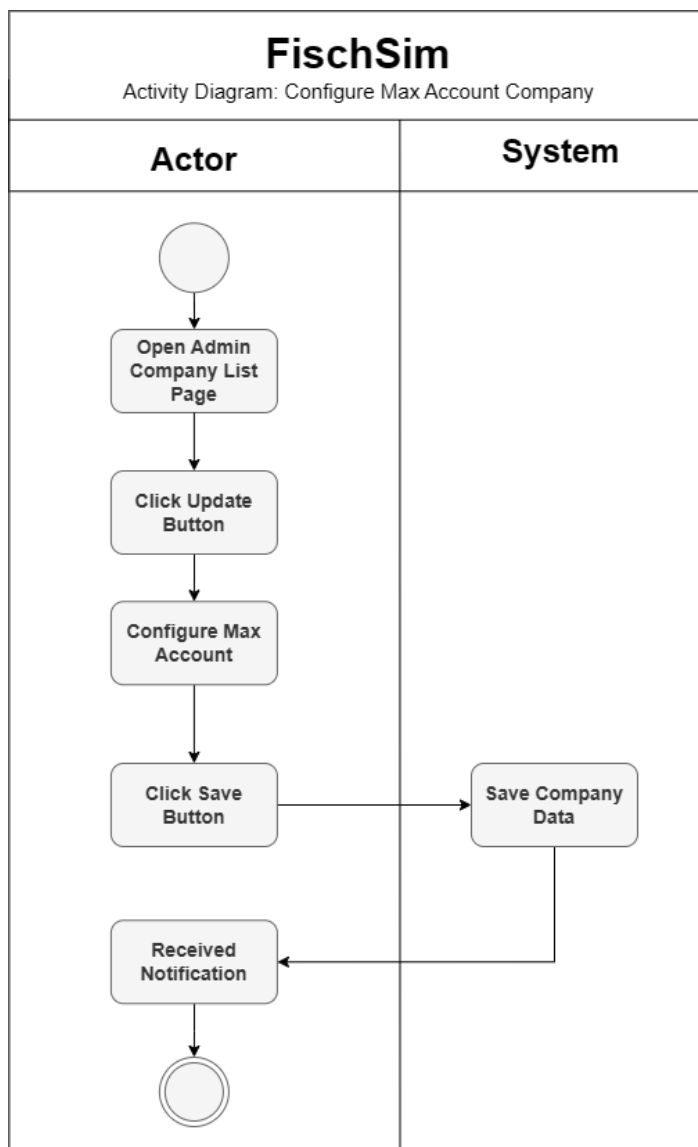 FischSim
Activity Diagram: Configure Max Account Company
Actor
System
Open Admin
Company List
Page
Click Update
Button
Configure Max
Account
Click Save
Button
Save Company
Data
Received
Notification